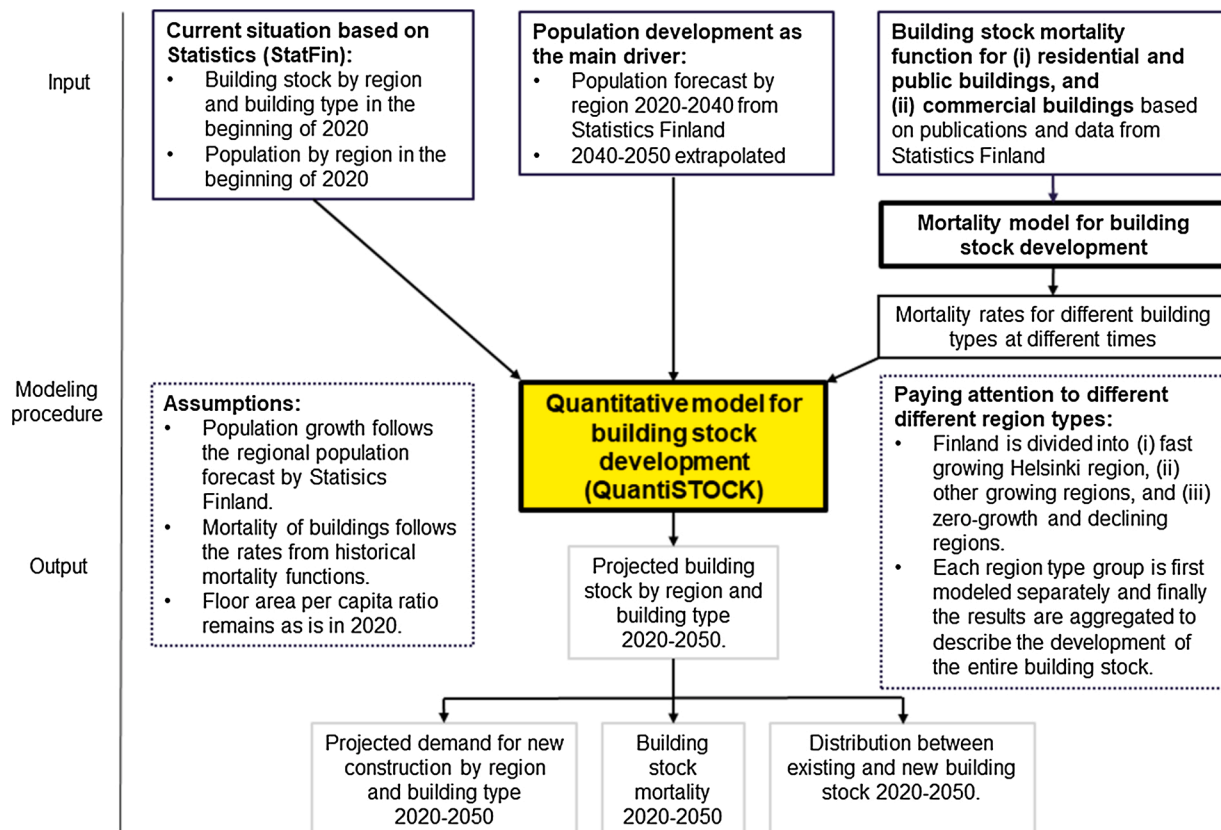 Input
Current situation based on
Statistics (StatFin):
• Building stock by region
and building type in the
beginning of 2020
• Population by region in the
beginning of 2020
Population development as
the main driver:
• Population forecast by
region 2020-2040 from
Statistics Finland
• 2040-2050 extrapolated
Building stock mortality
function for (i) residential and
public buildings, and
(ii) commercial buildings based
on publications and data from
Statistics Finland
Mortality model for building
stock development
Mortality rates for different building
types at different times
Modeling
procedure
Assumptions:
• Population growth follows
the regional population
forecast by Statisics
Finland.
• Mortality of buildings follows
the rates from historical
mortality functions.
• Floor area per capita ratio
remains as is in 2020.
Quantitative model for
building stock
development
(QuantiSTOCK)
Paying attention to different
different region types:
• Finland is divided into (i) fast
growing Helsinki region, (ii)
other growing regions, and (iii)
zero-growth and declining
regions.
• Each region type group is first
modeled separately and finally
the results are aggregated to
describe the development of
the entire building stock.
Output
Projected building
stock by region and
building type
2020-2050.
Projected demand for new
construction by region
and building type
2020-2050
Building
stock
mortality
2020-2050
Distribution between
existing and new building
stock 2020-2050.